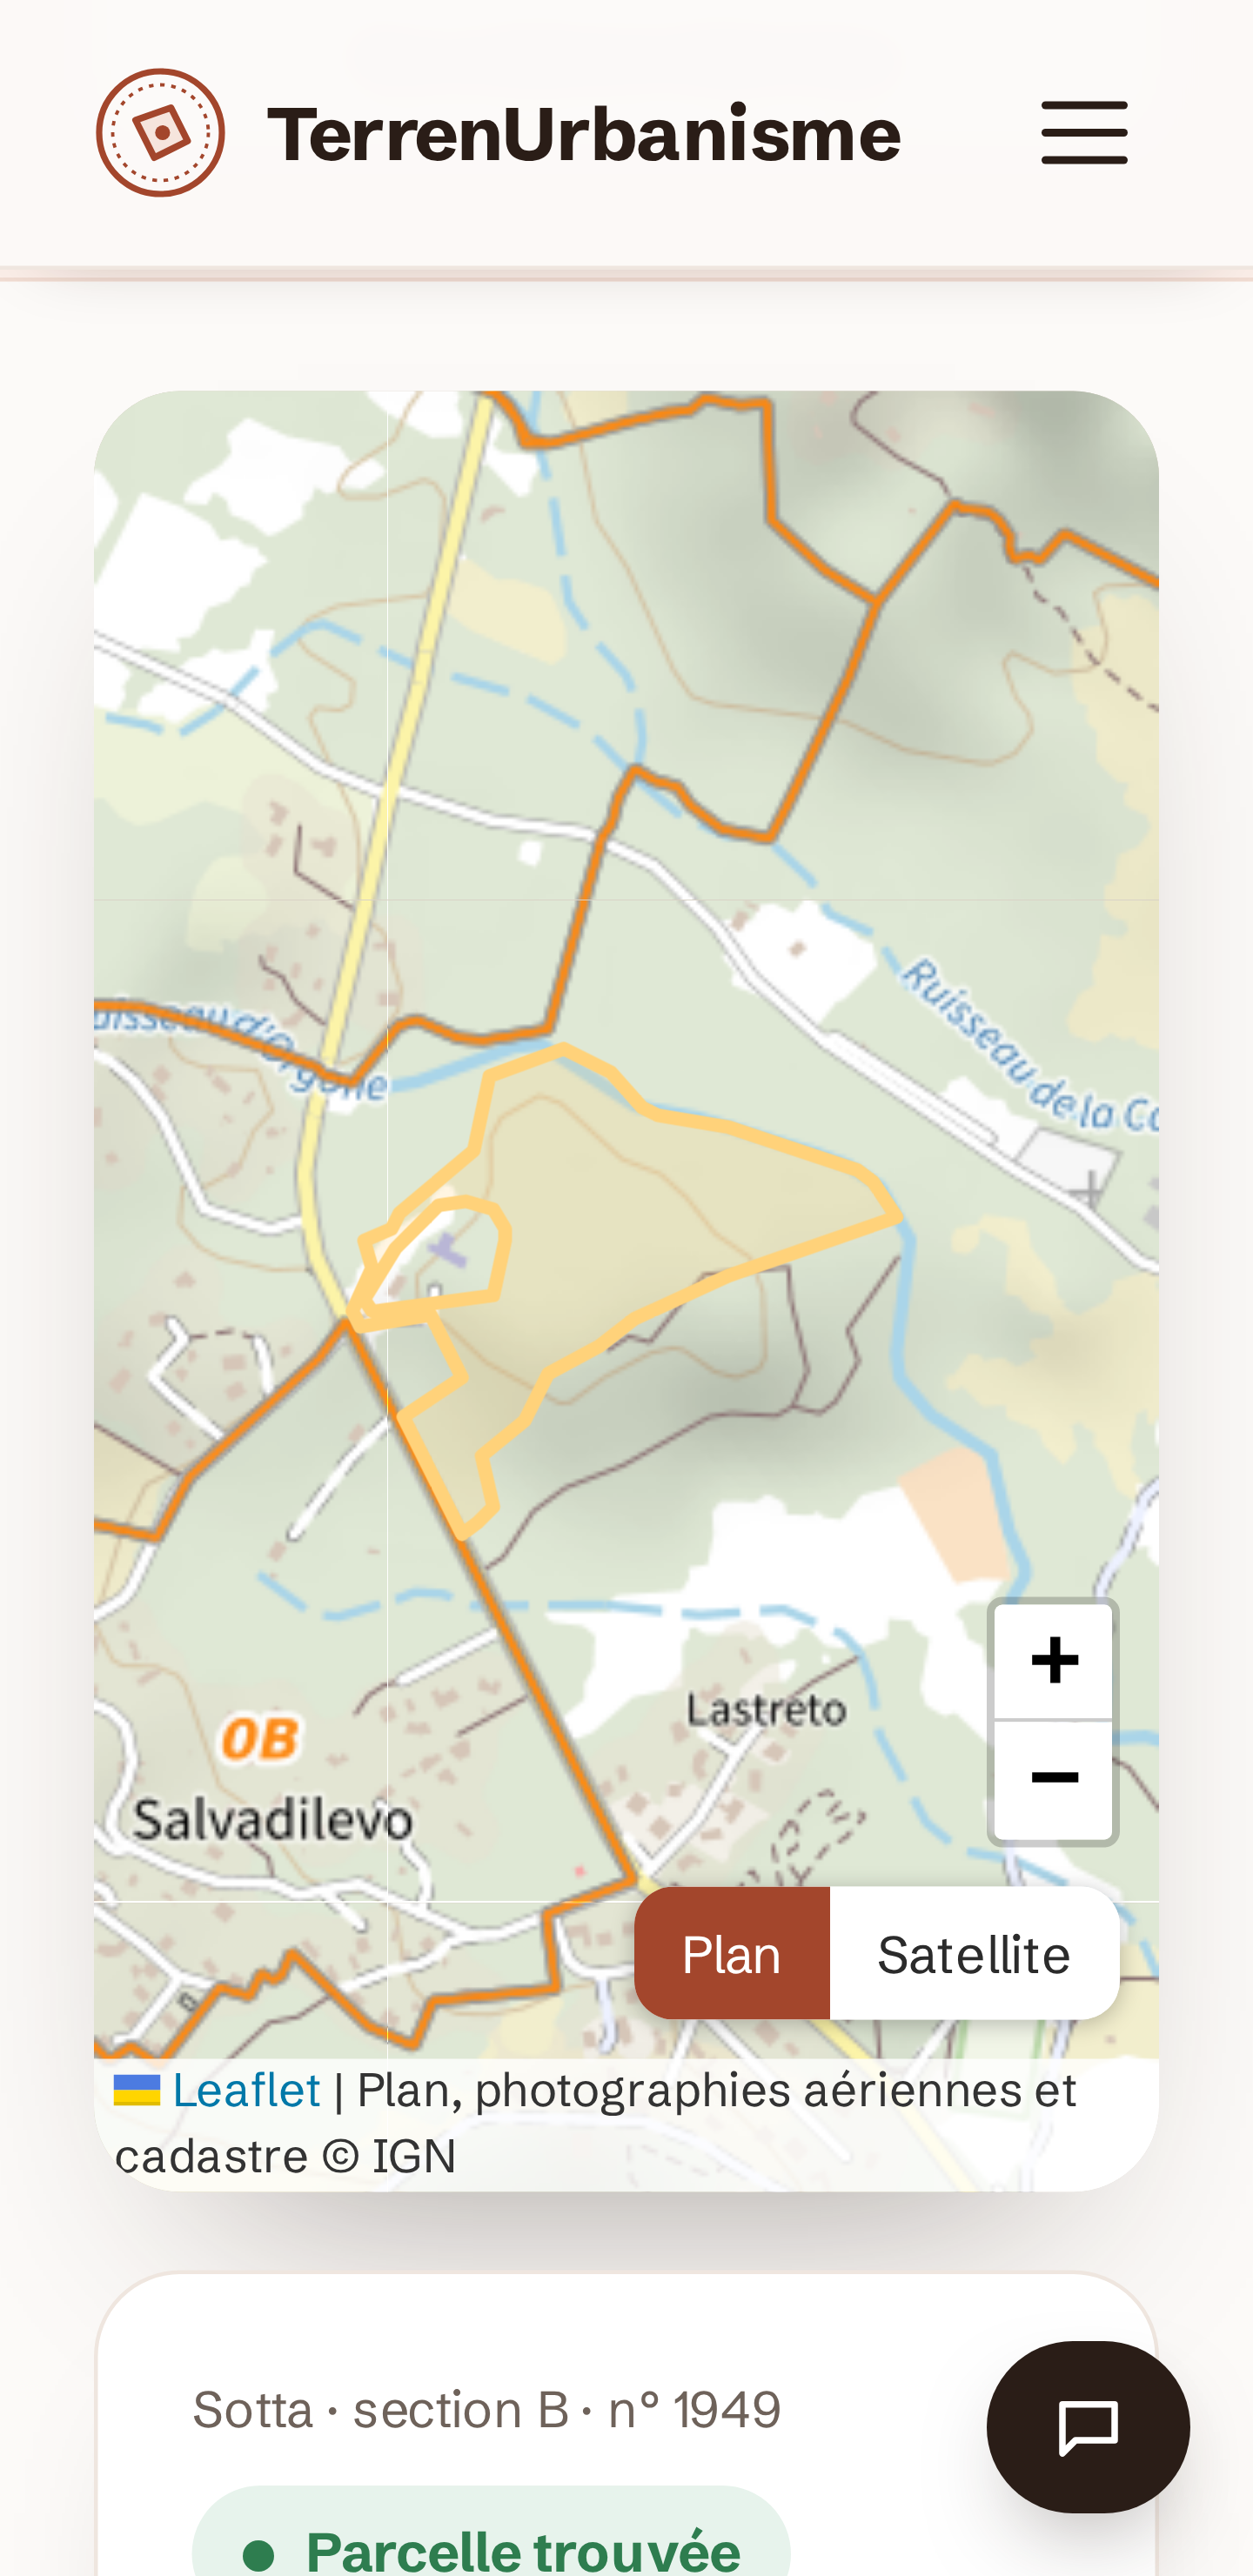 TerrenUrbanisme
Ruisseau de la
d'Orgone
0B
Salvadilevo
Lastreto
+
−
Plan Satellite
Leaflet | Plan, photographies aériennes et
cadastre © IGN
Sotta · section B · n° 1949
Parcelle trouvée